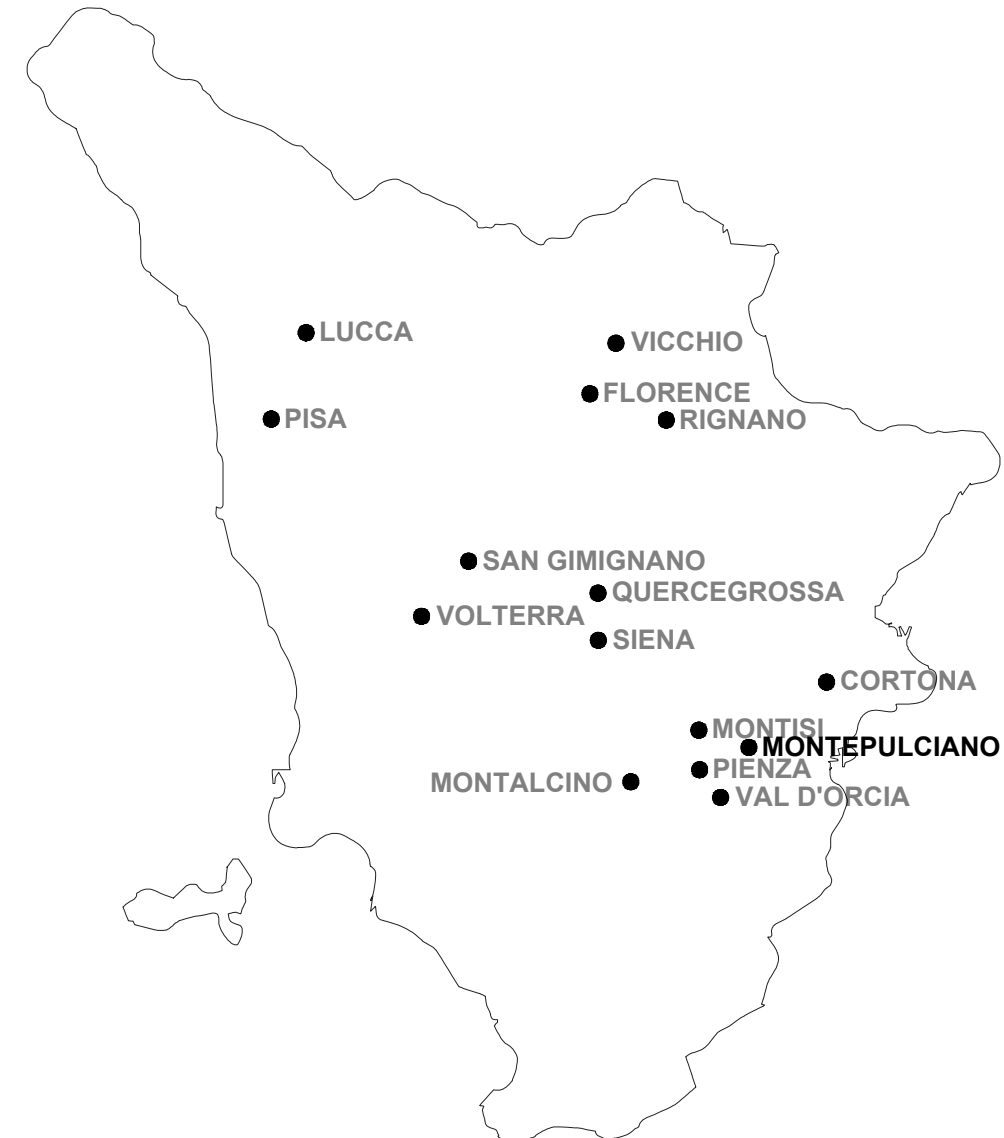 LUCCA
VICCHIO
FLORENCE
PISA
RIGNANO
SAN GIMIGNANO
QUERCEGROSSA
VOLTERRA
SIENA
CORTONA
MONTISI
MONTEPULCIANO
PIENZA
MONTALCINO
VAL D'ORCIA